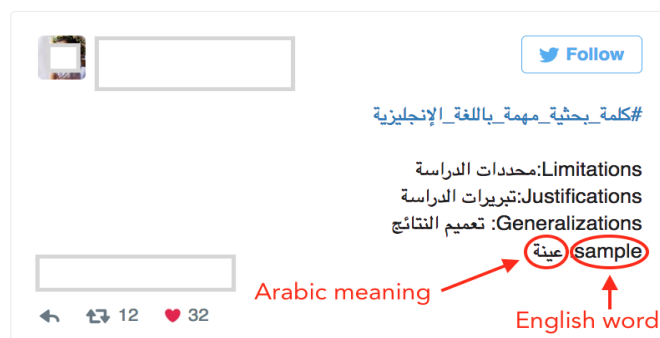 Follow
#كلمة_بحثية_مهمة_باللغة_الإنجليزية
Limitations:محددات الدراسة
Justifications:تبريرات الدراسة
Generalizations: تعميم النتائج
sample عينة
Arabic meaning
English word
12 32